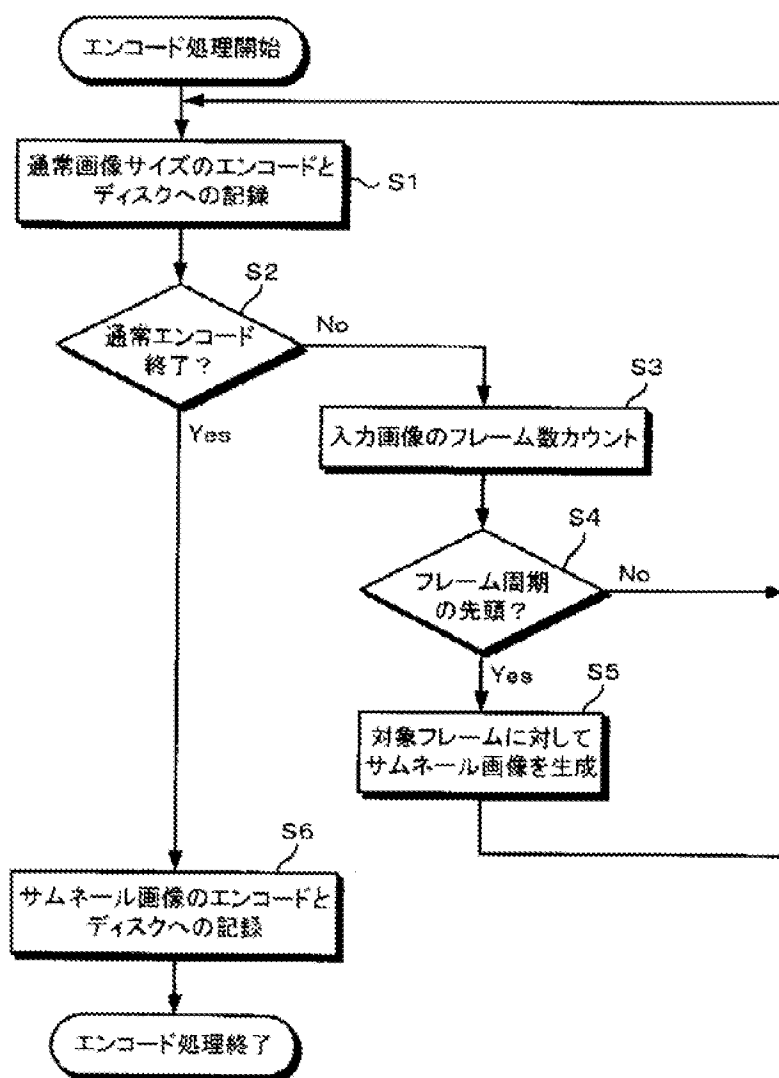 エンコード処理開始
通常画像サイズのエンコードと
ディスクへの記録
S1
S2
通常エンコード
終了?
No
Yes
S3
入力画像のフレーム数カウント
S4
フレーム周期
の先頭?
No
Yes
S5
対象フレームに対して
サムネール画像を生成
S6
サムネール画像のエンコードと
ディスクへの記録
エンコード処理終了